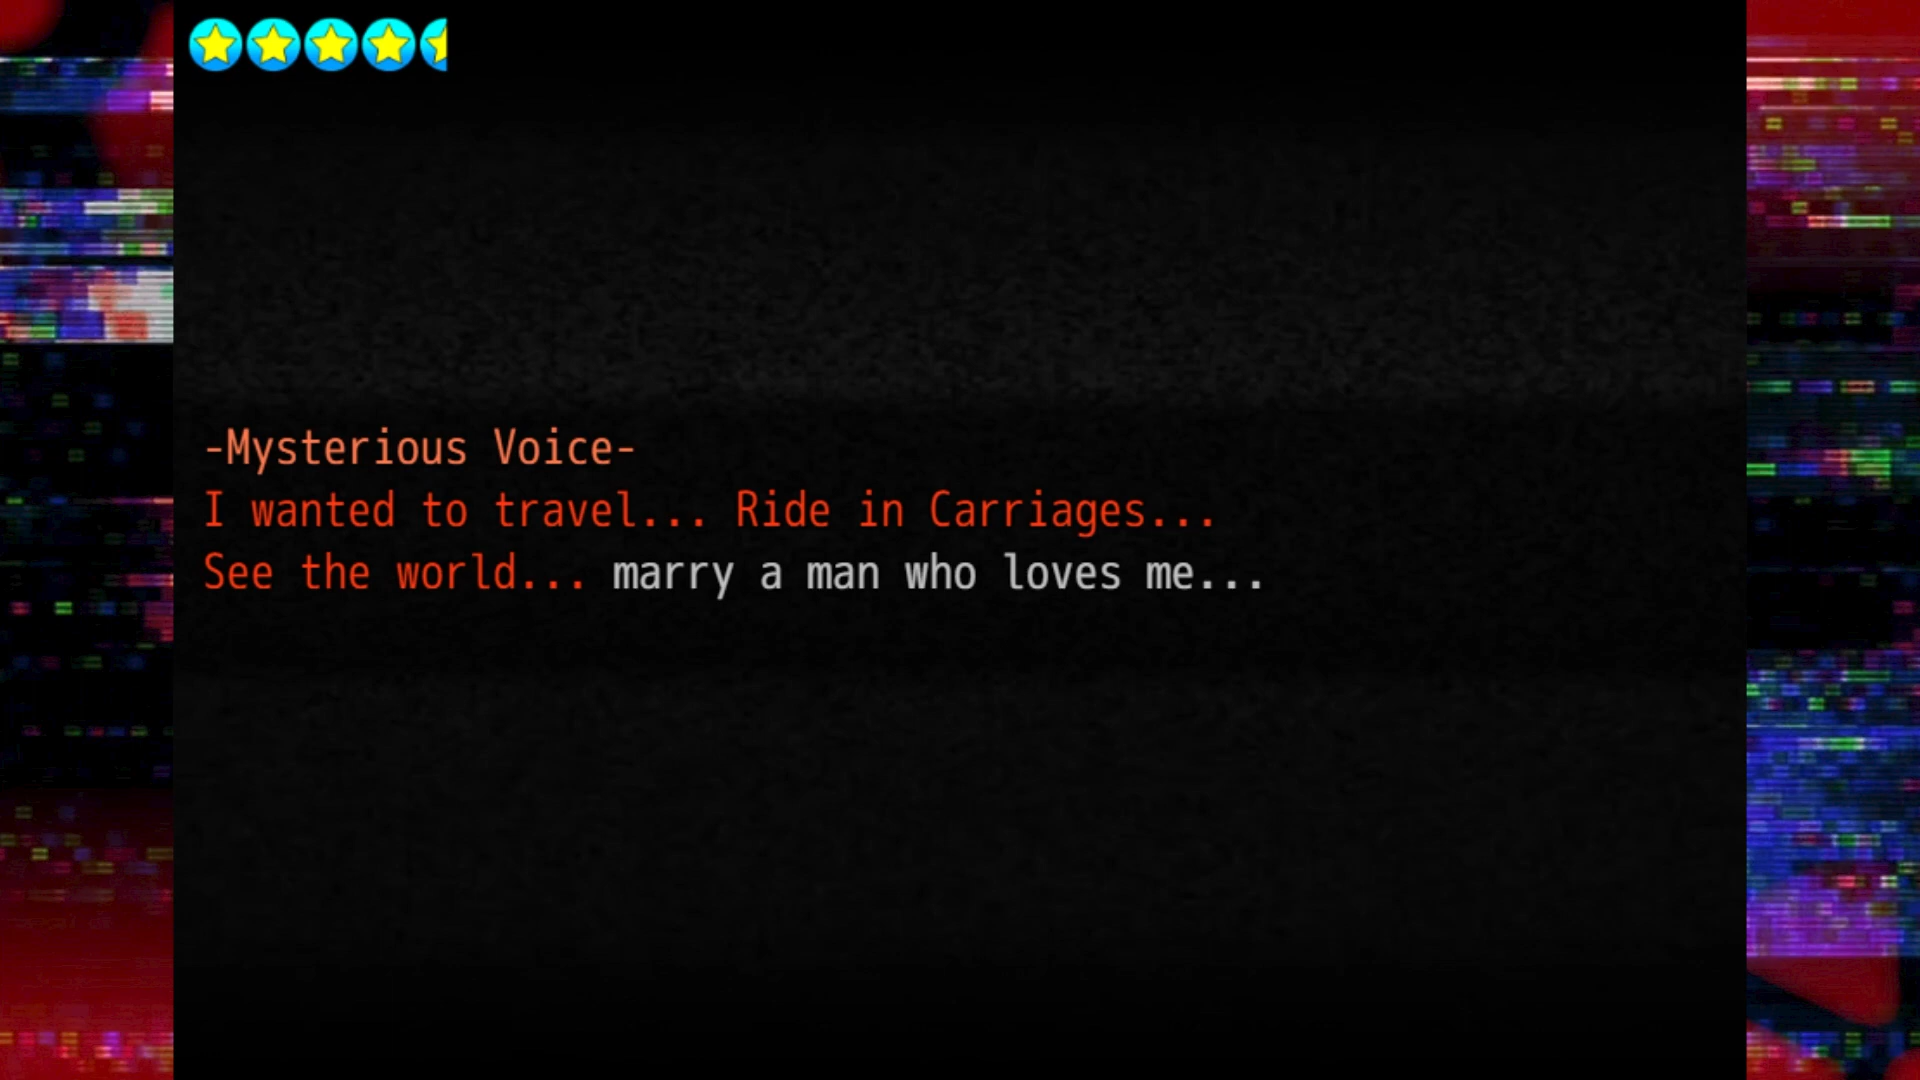 -Mysterious Voice-
I wanted to travel... Ride in Carriages...
See the world... marry a man who loves me...